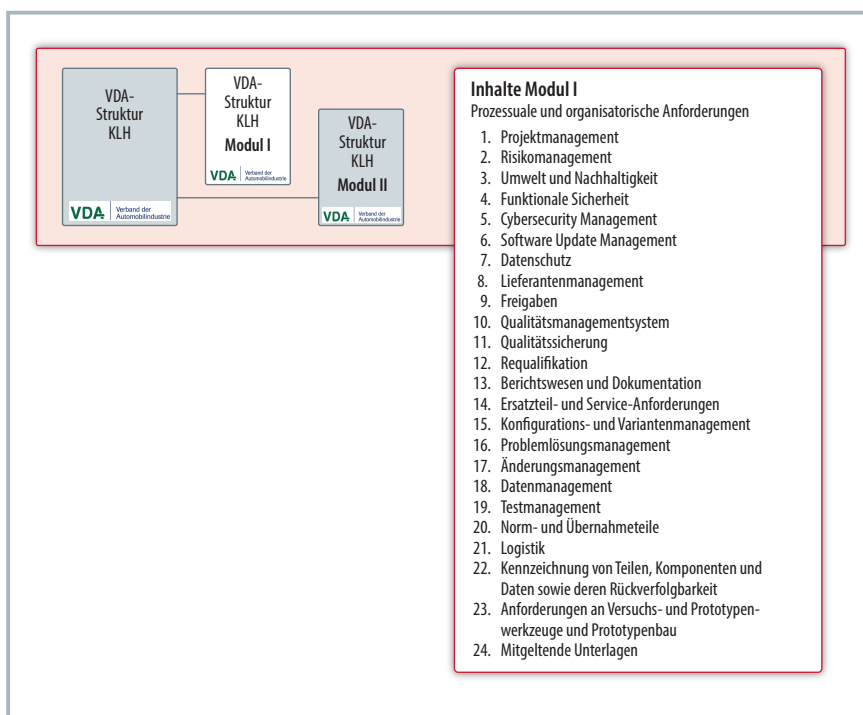 VDA-
Struktur
KLH
VDA Verband der
Automobilindustrie
VDA-
Struktur
KLH
Modul I
VDA Verband der
Automobilindustrie
VDA-
Struktur
KLH
Modul II
VDA Verband der
Automobilindustrie
Inhalte Modul I
Prozessuale und organisatorische Anforderungen
1. Projektmanagement
2. Risikomanagement
3. Umwelt und Nachhaltigkeit
4. Funktionale Sicherheit
5. Cybersecurity Management
6. Software Update Management
7. Datenschutz
8. Lieferantenmanagement
9. Freigaben
10. Qualitätsmanagementsystem
11. Qualitätssicherung
12. Requalifikation
13. Berichtswesen und Dokumentation
14. Ersatzteil- und Service-Anforderungen
15. Konfigurations- und Variantenmanagement
16. Problemlösungsmanagement
17. Änderungsmanagement
18. Datenmanagement
19. Testmanagement
20. Norm- und Übernahmeteile
21. Logistik
22. Kennzeichnung von Teilen, Komponenten und
Daten sowie deren Rückverfolgbarkeit
23. Anforderungen an Versuchs- und Prototypen-
werkzeuge und Prototypenbau
24. Mitgeltende Unterlagen